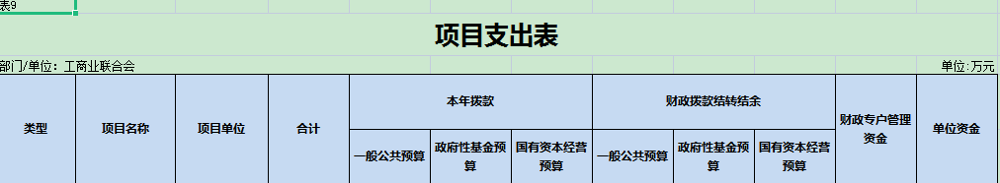 表9
项目支出表
部门/单位：工商业联合会
单位:万元
类型
项目名称
项目单位
合计
本年拨款
财政拨款结转结余
财政专户管理
资金
单位资金
一般公共预算
政府性基金预
算
国有资本经营
预算
一般公共预算
政府性基金预
算
国有资本经营
预算